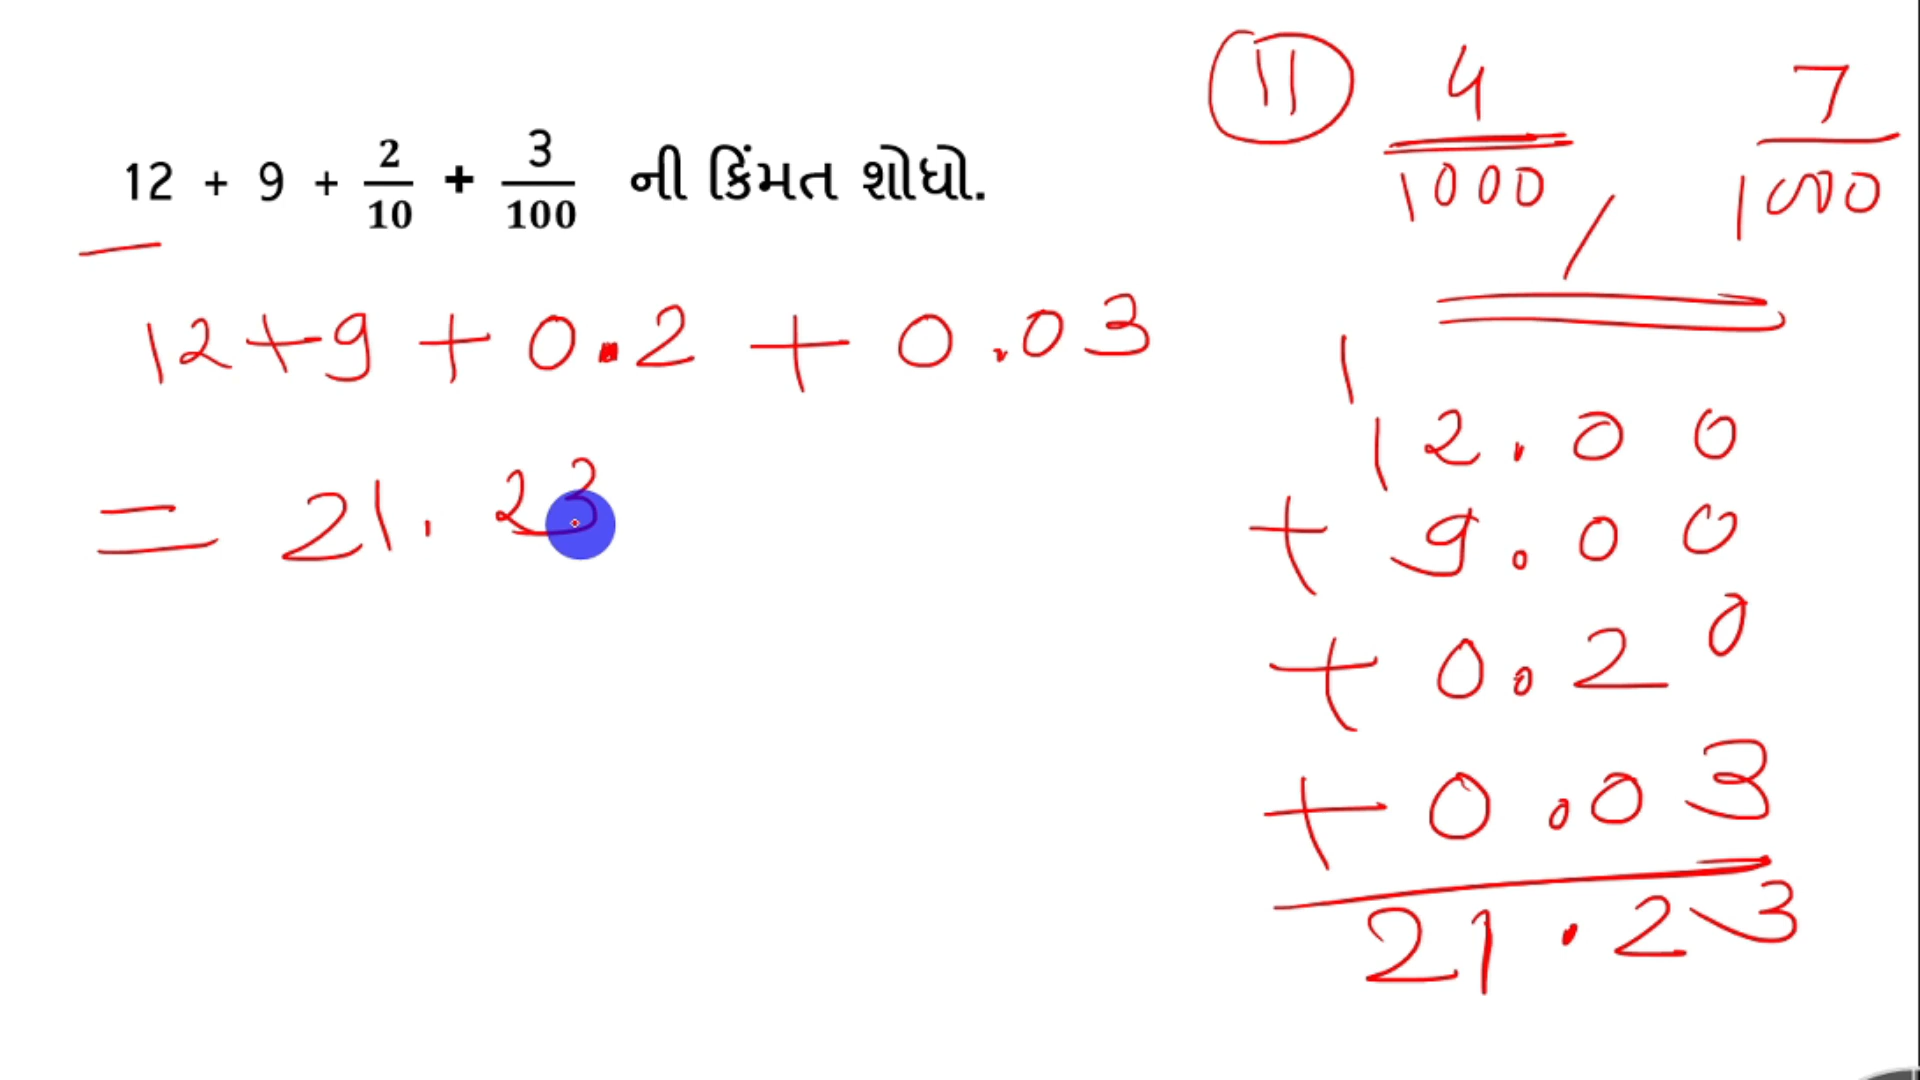 12 + 9 + 2/10 + 3/100 ની કિંમત શોધો.
12 + 9 + 0.2 + 0.03
= 21.23
11 4/1000 7/1000
1
12.00
+ 9.00
+ 0.20
+ 0.03
21.23